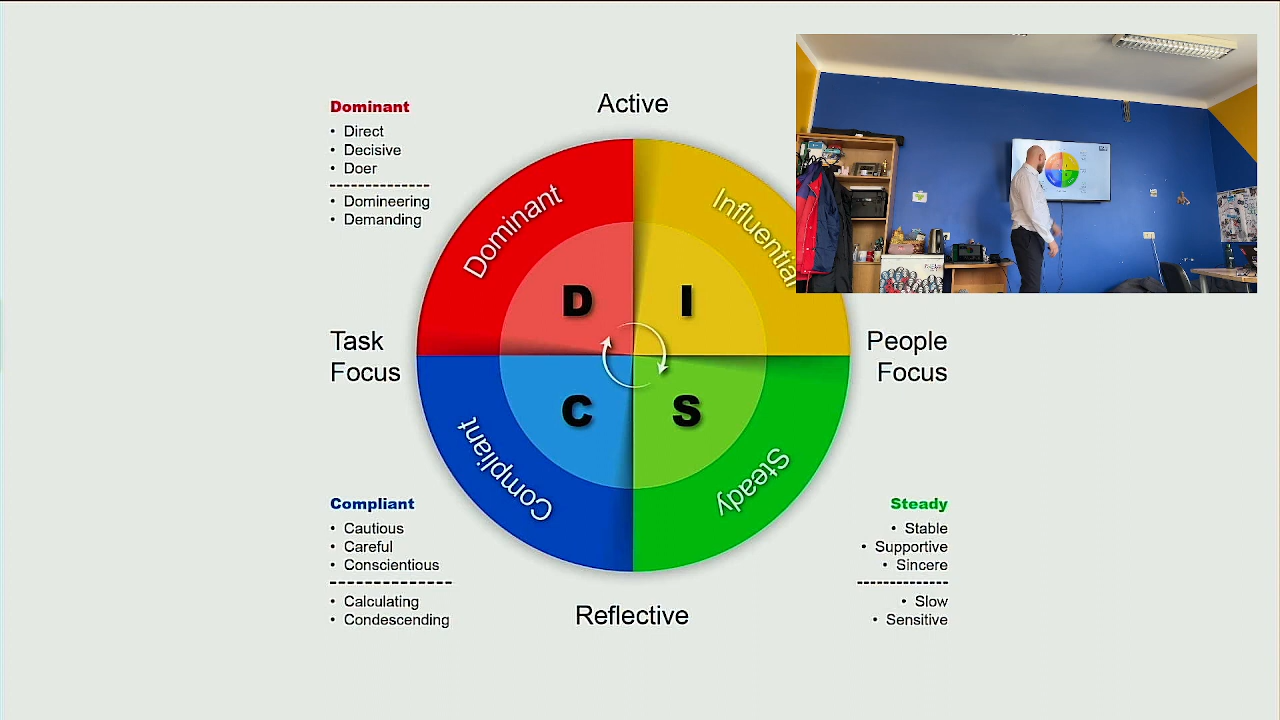 Active
Dominant
• Direct
• Decisive
• Doer
• Domineering
• Demanding
Dominant
Influential
D
I
Task
Focus
People
Focus
C
S
Compliant
Steady
Compliant
• Cautious
• Careful
• Conscientious
• Calculating
• Condescending
Steady
• Stable
• Supportive
• Sincere
• Slow
• Sensitive
Reflective